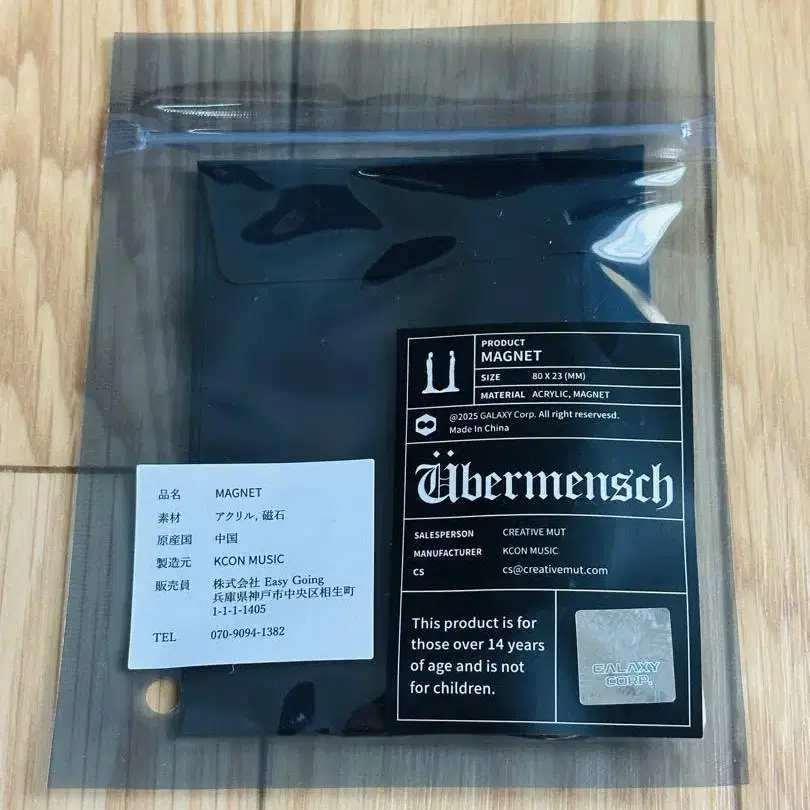 PRODUCT
MAGNET
SIZE 80 X 23 (MM)
MATERIAL ACRYLIC, MAGNET
@2025 GALAXY Corp. All right reservesd.
Made In China
Übermensch
SALESPERSON CREATIVE MUT
MANUFACTURER KCON MUSIC
CS cs@creativemut.com
This product is for
those over 14 years
of age and is not
for children.
GALAXY
CORP.
品名 MAGNET
素材 アクリル, 磁石
原産国 中国
製造元 KCON MUSIC
販売員 株式会社 Easy Going
兵庫県神戸市中央区相生町
1-1-1-1405
TEL 070-9094-1382